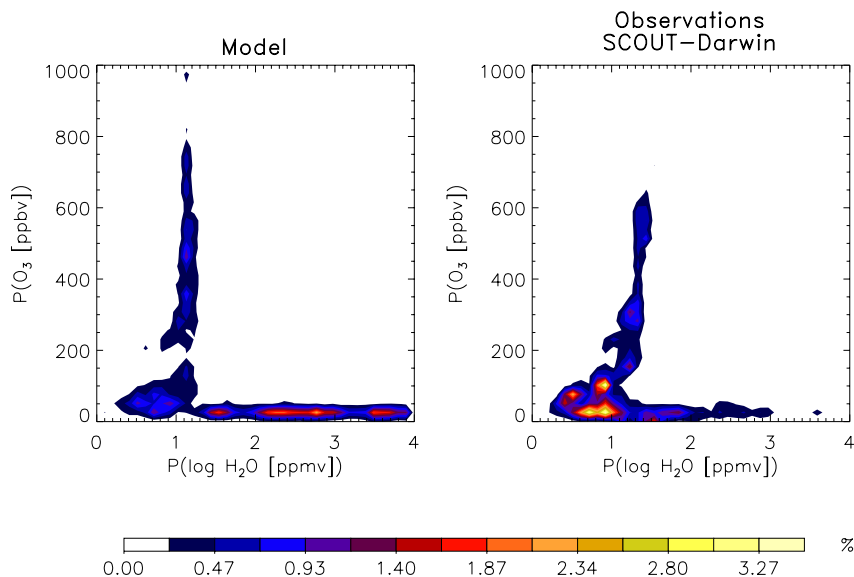 Model
Observations
SCOUT-Darwin
1000
800
600
400
200
0
P(O₃ [ppbv])
0 1 2 3 4
P(log H₂O [ppmv])
1000
800
600
400
200
0
P(O₃ [ppbv])
0 1 2 3 4
P(log H₂O [ppmv])
%
0.00 0.47 0.93 1.40 1.87 2.34 2.80 3.27